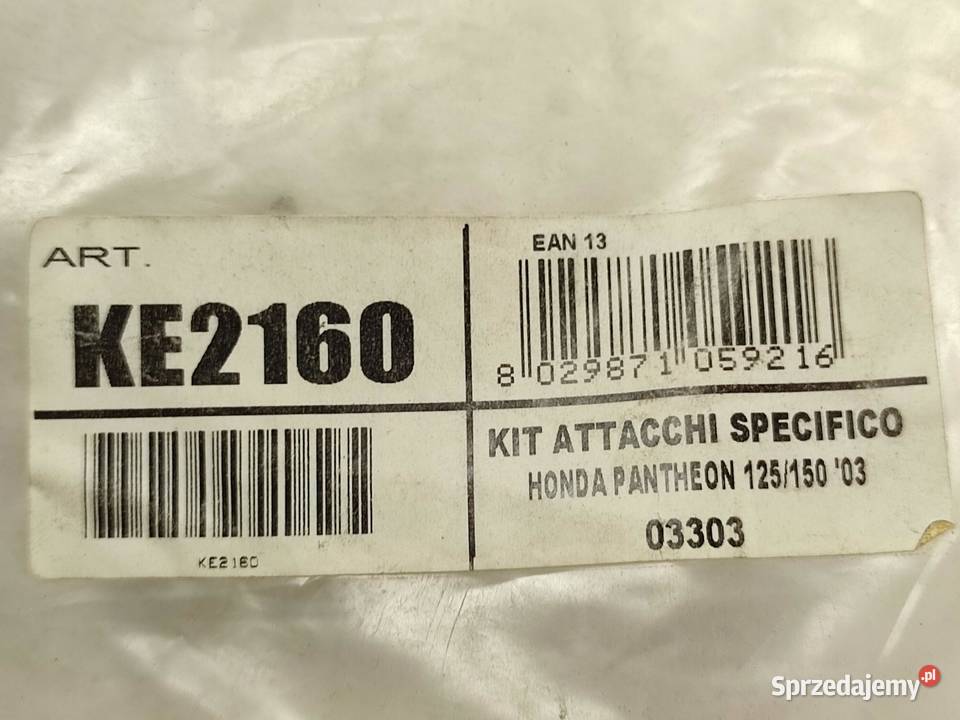 ART.
KE2160
KE2160
EAN 13
8 029871 059216
KIT ATTACCHI SPECIFICO
HONDA PANTHEON 125/150 '03
03303
Sprzedajemy.pl